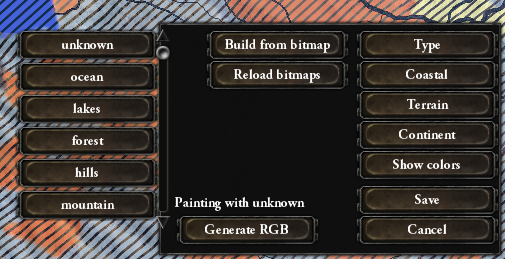 unknown
ocean
lakes
forest
hills
mountain
Build from bitmap
Reload bitmaps
Painting with unknown
Generate RGB
Type
Coastal
Terrain
Continent
Show colors
Save
Cancel